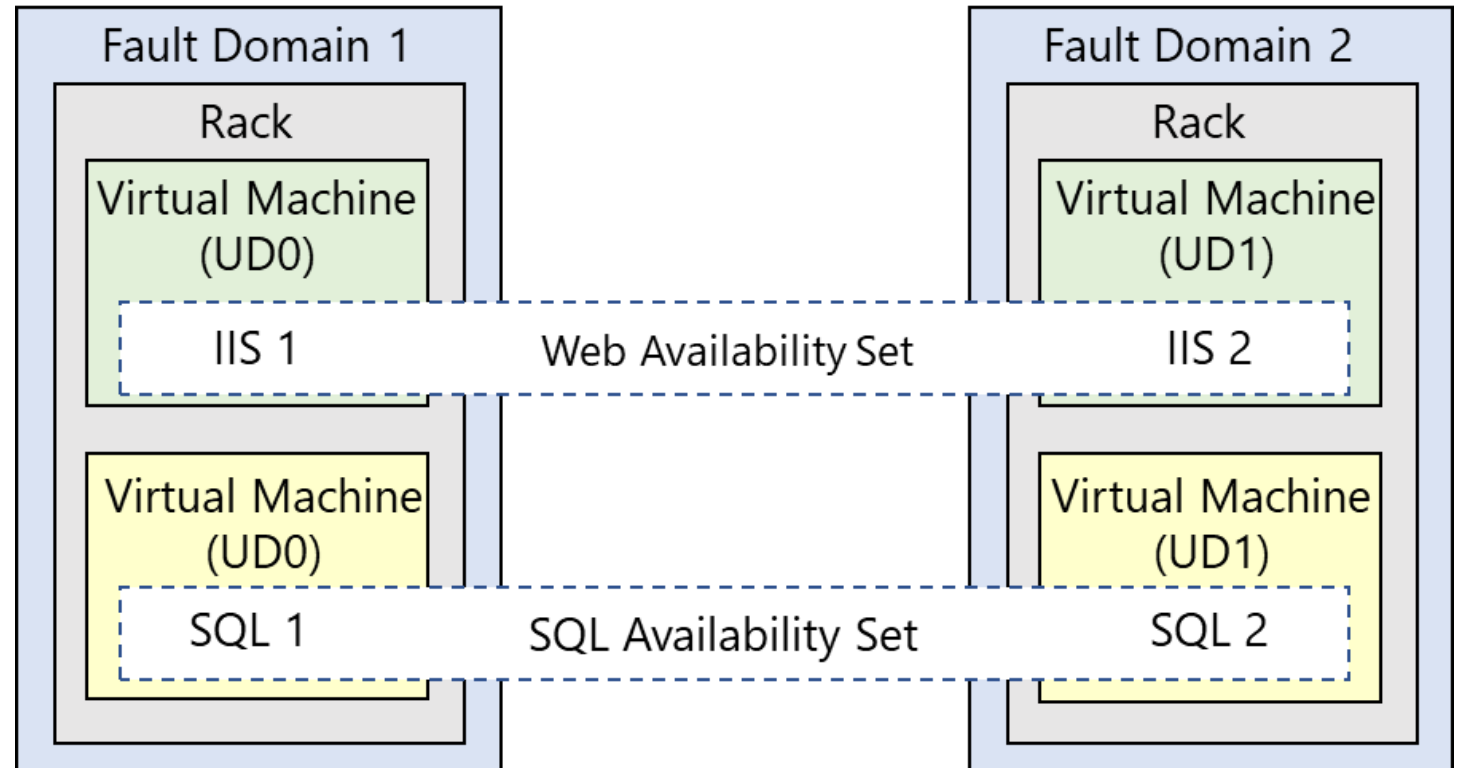 Fault Domain 1
Rack
Virtual Machine
(UD0)
IIS 1
Virtual Machine
(UD0)
SQL 1
Web Availability Set
SQL Availability Set
Fault Domain 2
Rack
Virtual Machine
(UD1)
IIS 2
Virtual Machine
(UD1)
SQL 2